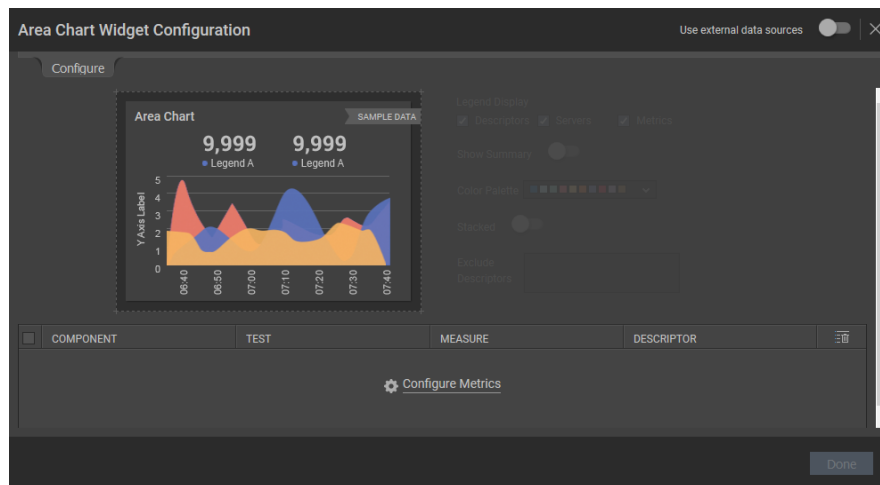 Area Chart Widget Configuration
Use external data sources
Configure
Area Chart
SAMPLE DATA
9,999 9,999
Legend A Legend A
Y Axis Label
5
4
3
2
1
0
06:40 06:50 07:00 07:10 07:20 07:30 07:40
Legend Display
Descriptors Servers Metrics
Show Summary
Color Palette
Stacked
Exclude
Descriptors
COMPONENT TEST MEASURE DESCRIPTOR
Configure Metrics
Done